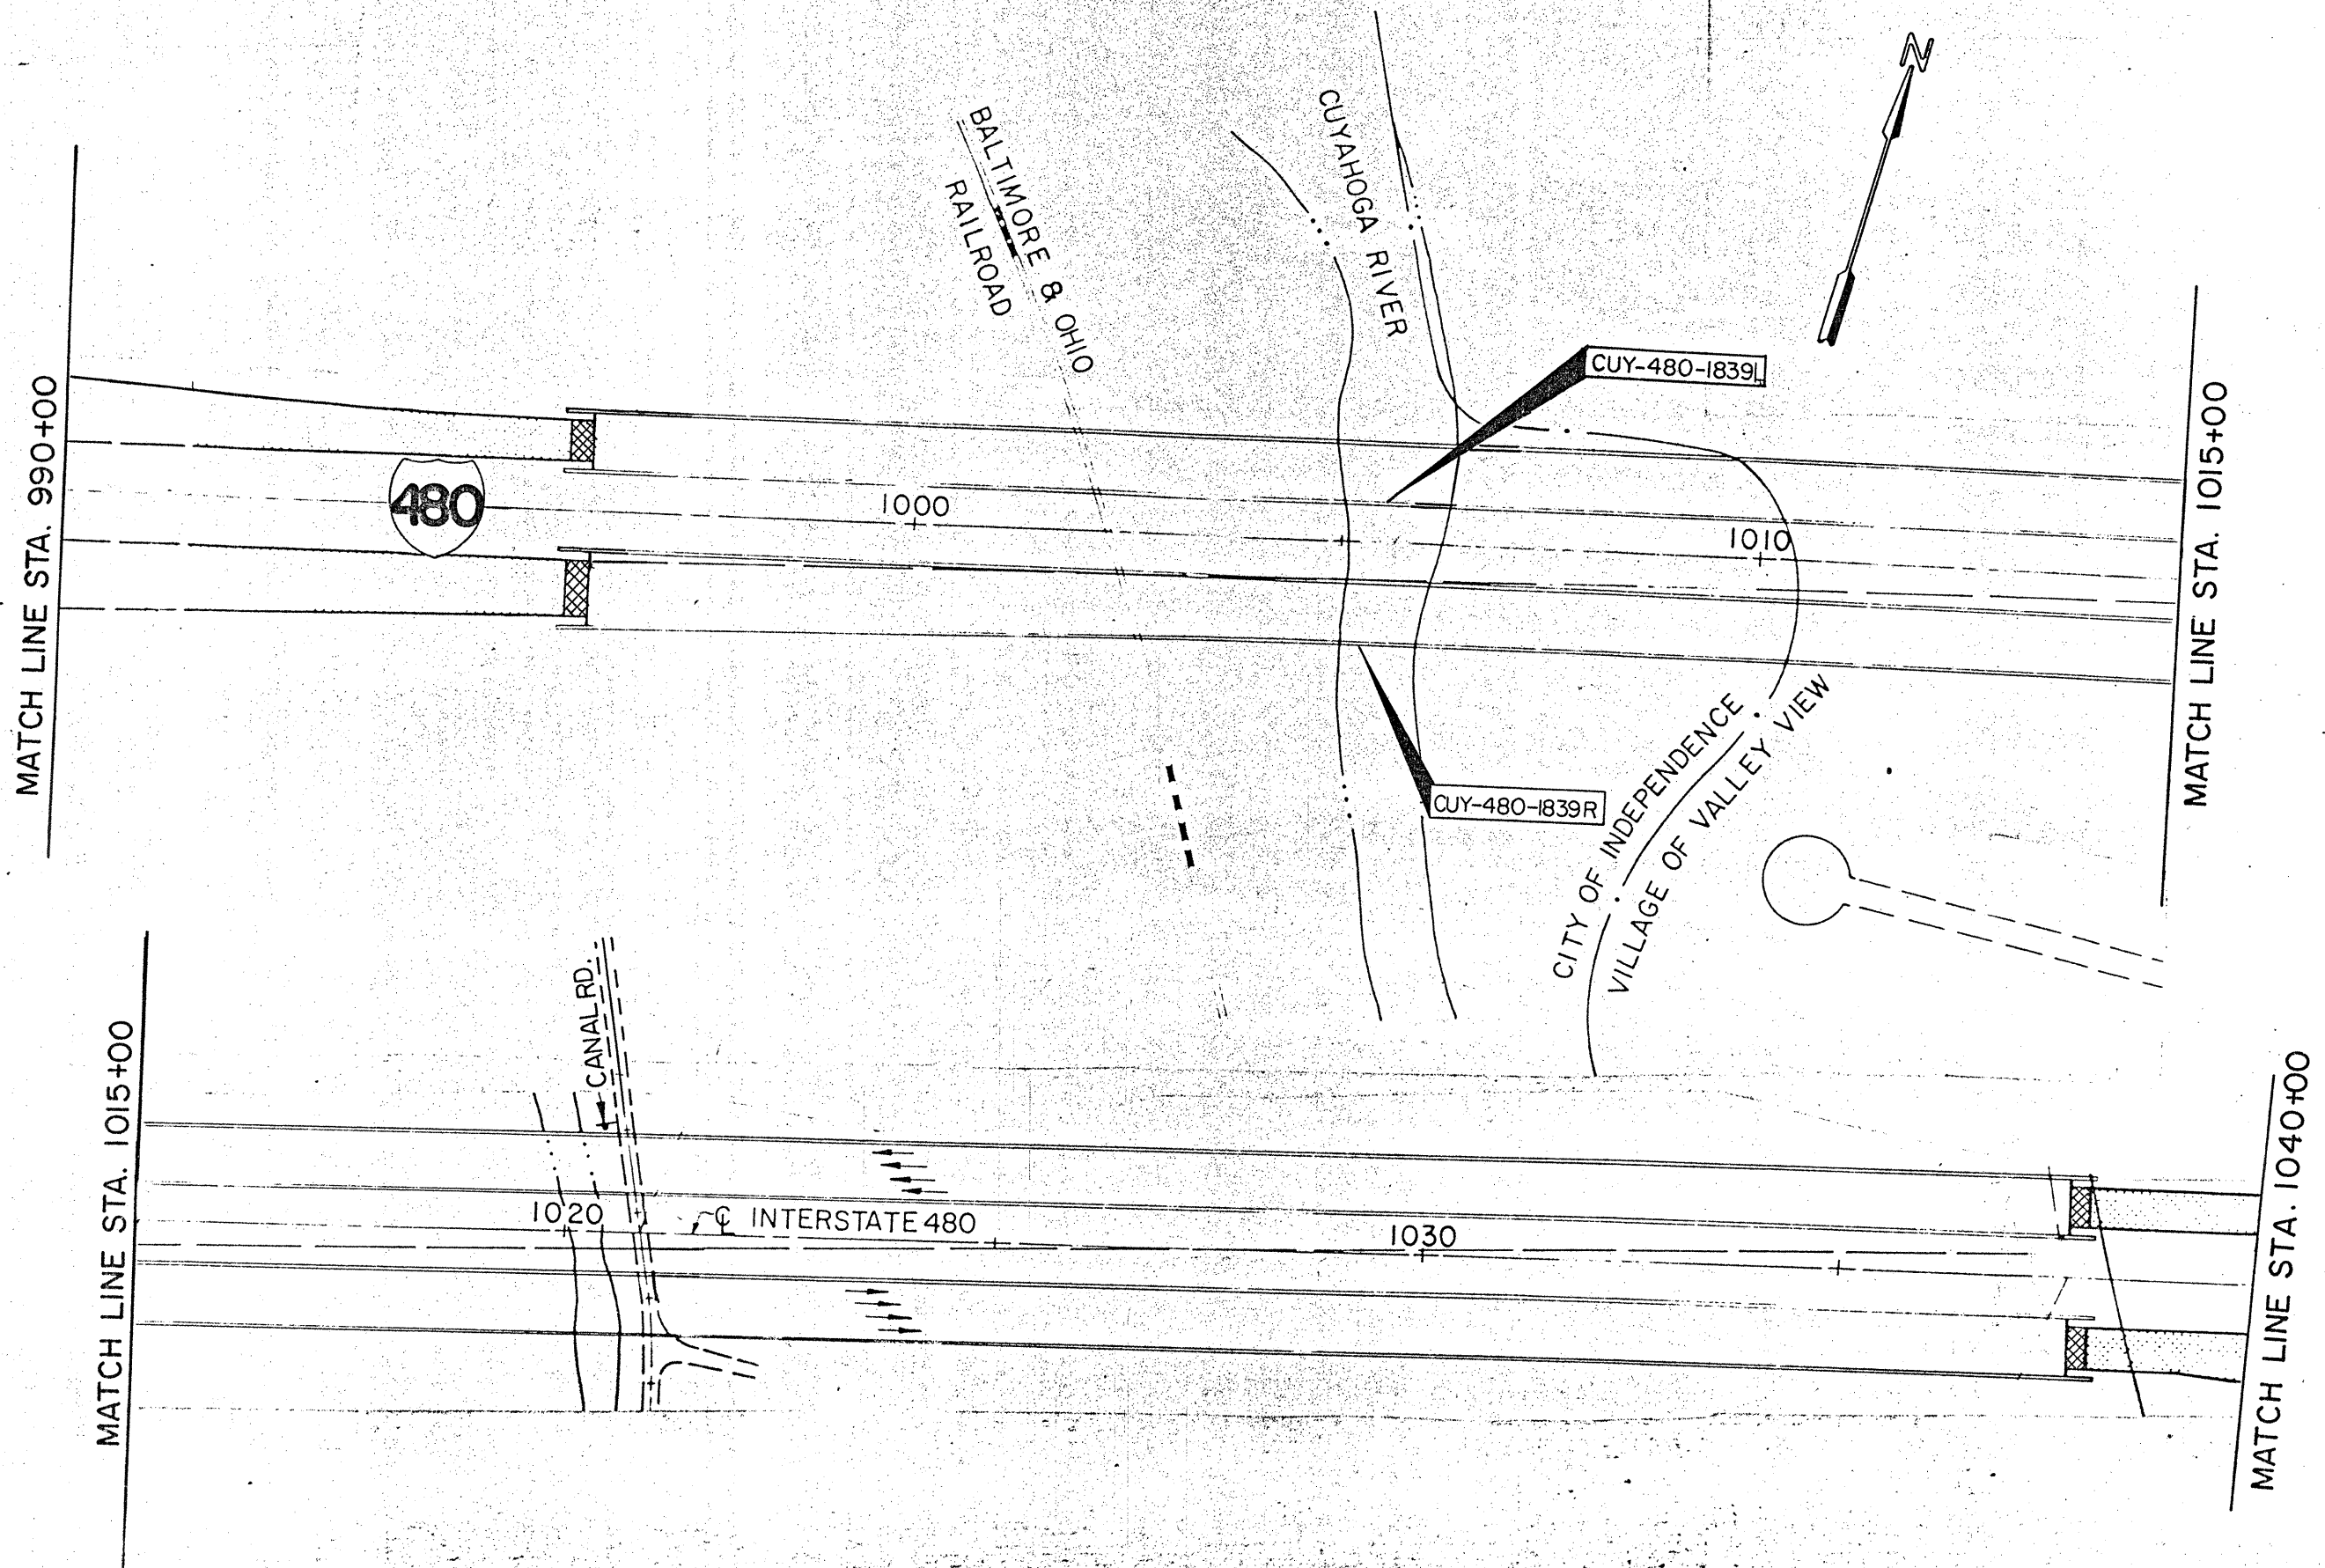 N
BALTIMORE & OHIO
RAILROAD
CUYAHOGA RIVER
CUY-480-1839L
MATCH LINE STA. 990+00
480
1000
1010
MATCH LINE STA. 1015+00
CUY-480-1839R
CITY OF INDEPENDENCE
VILLAGE OF VALLEY VIEW
MATCH LINE STA. 1015+00
CANAL RD.
1020
℄ INTERSTATE 480
1030
MATCH LINE STA. 1040+00